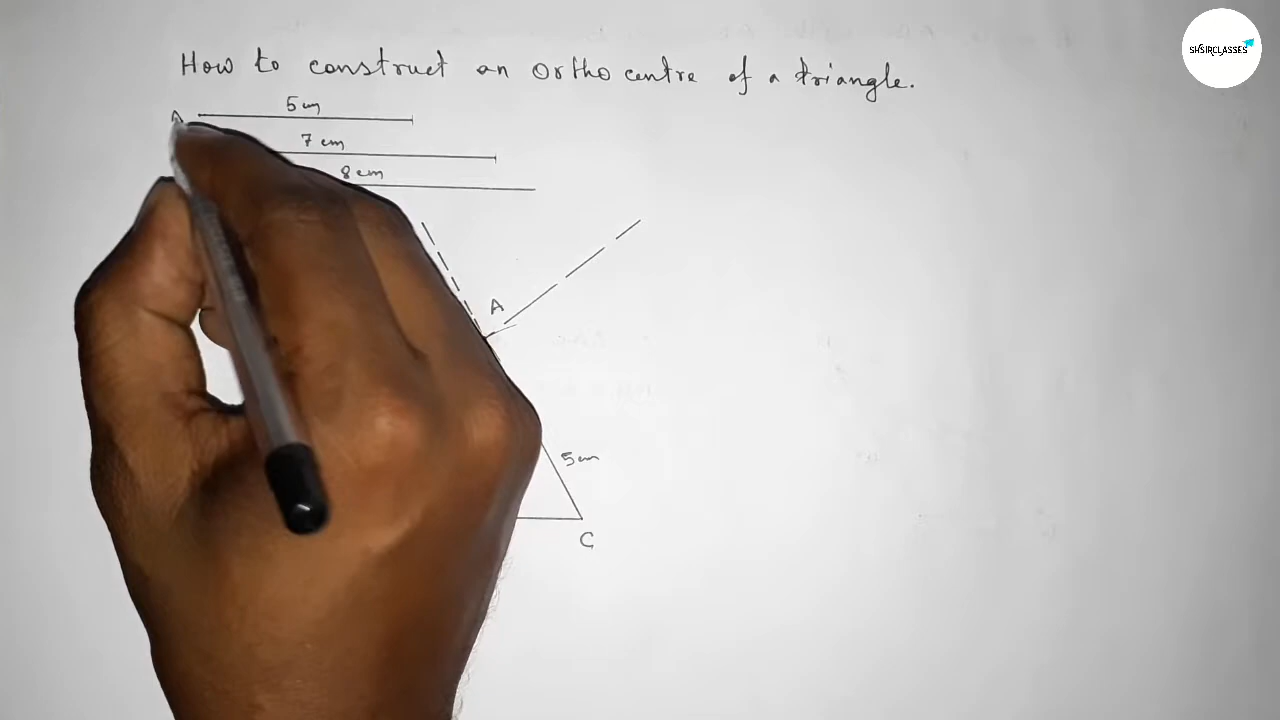 SHSIRCLASSES
How to construct an Ortho centre of a triangle.
A 5 cm
7 cm
8 cm
A
5 cm
C